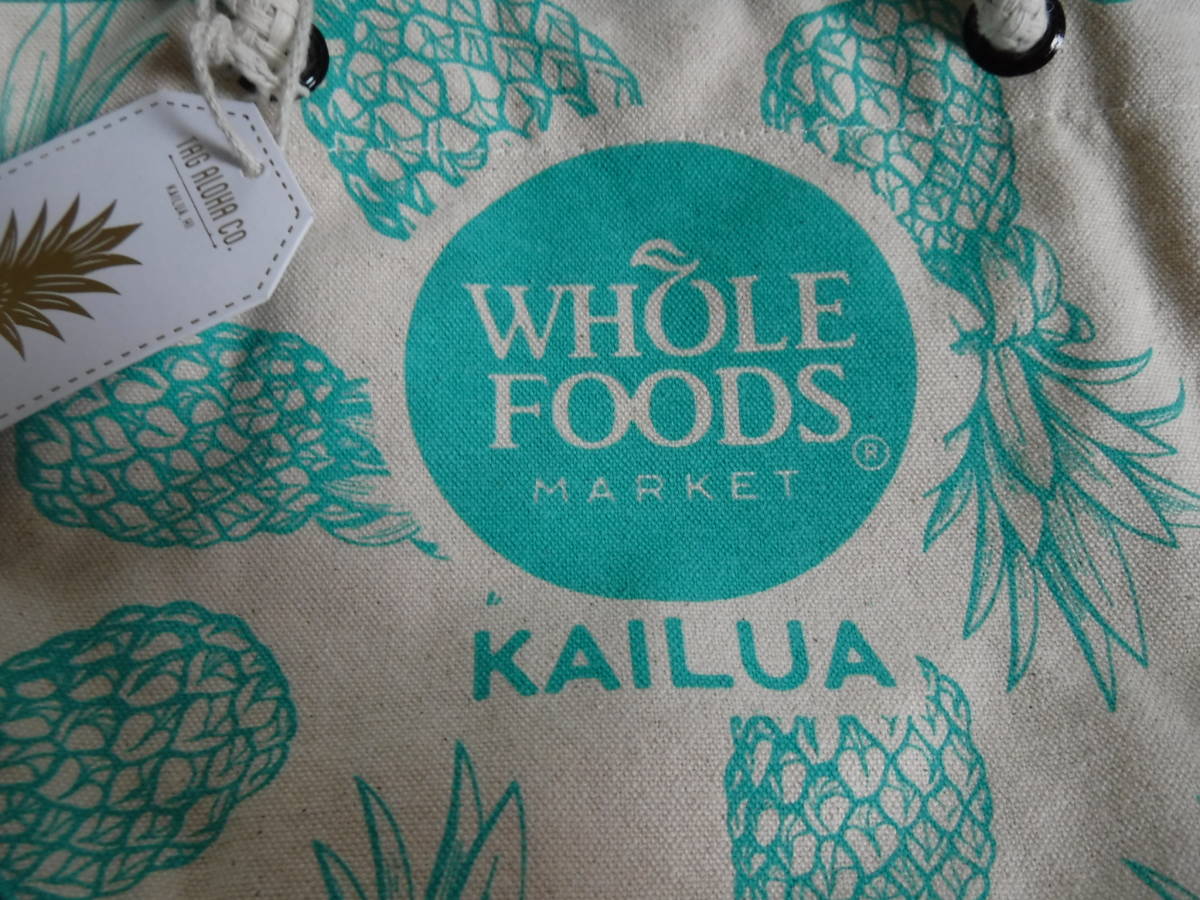 TAG ALOHA CO.
KAILUA, HI
WHOLE
FOODS
®
MARKET
KAILUA